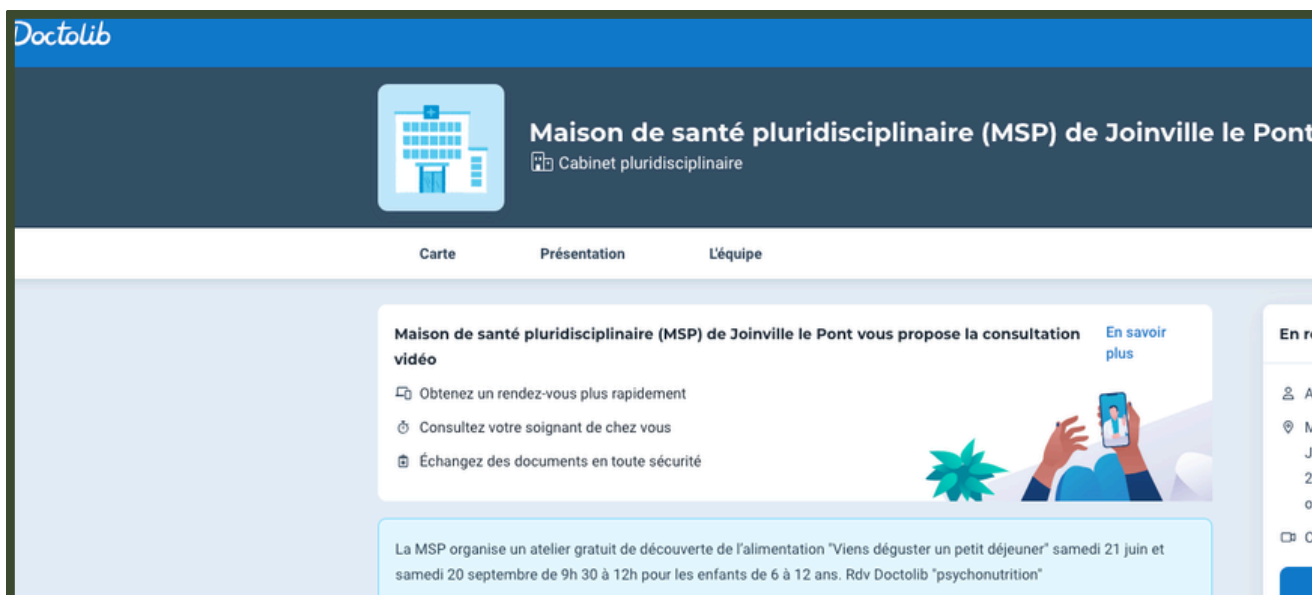 Doctolib
Maison de santé pluridisciplinaire (MSP) de Joinville le Pont
Cabinet pluridisciplinaire
Carte
Présentation
L'équipe
Maison de santé pluridisciplinaire (MSP) de Joinville le Pont vous propose la consultation
vidéo
En savoir
plus
Obtenez un rendez-vous plus rapidement
Consultez votre soignant de chez vous
Échangez des documents en toute sécurité
La MSP organise un atelier gratuit de découverte de l'alimentation "Viens déguster un petit déjeuner" samedi 21 juin et
samedi 20 septembre de 9h 30 à 12h pour les enfants de 6 à 12 ans. Rdv Doctolib "psychonutrition"
En